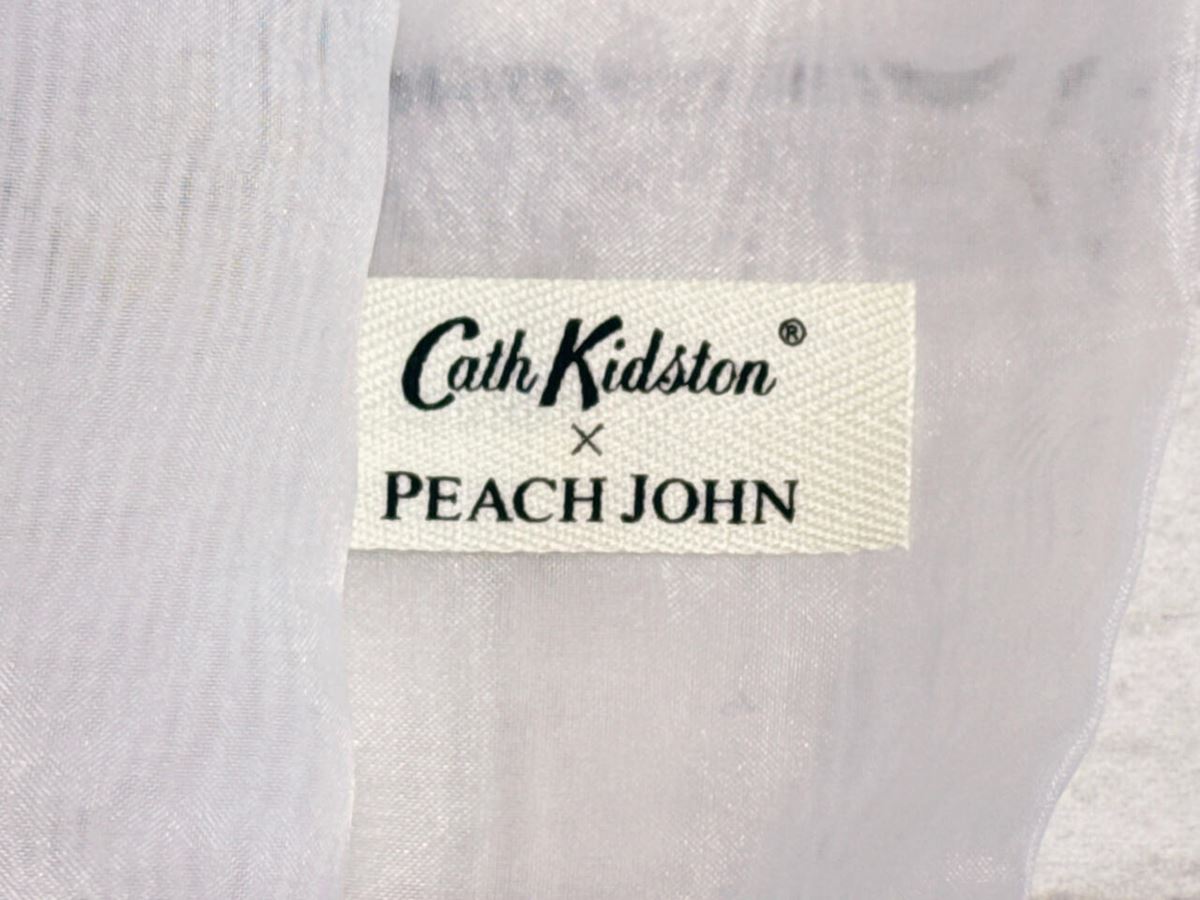 Cath Kidston®
×
PEACH JOHN